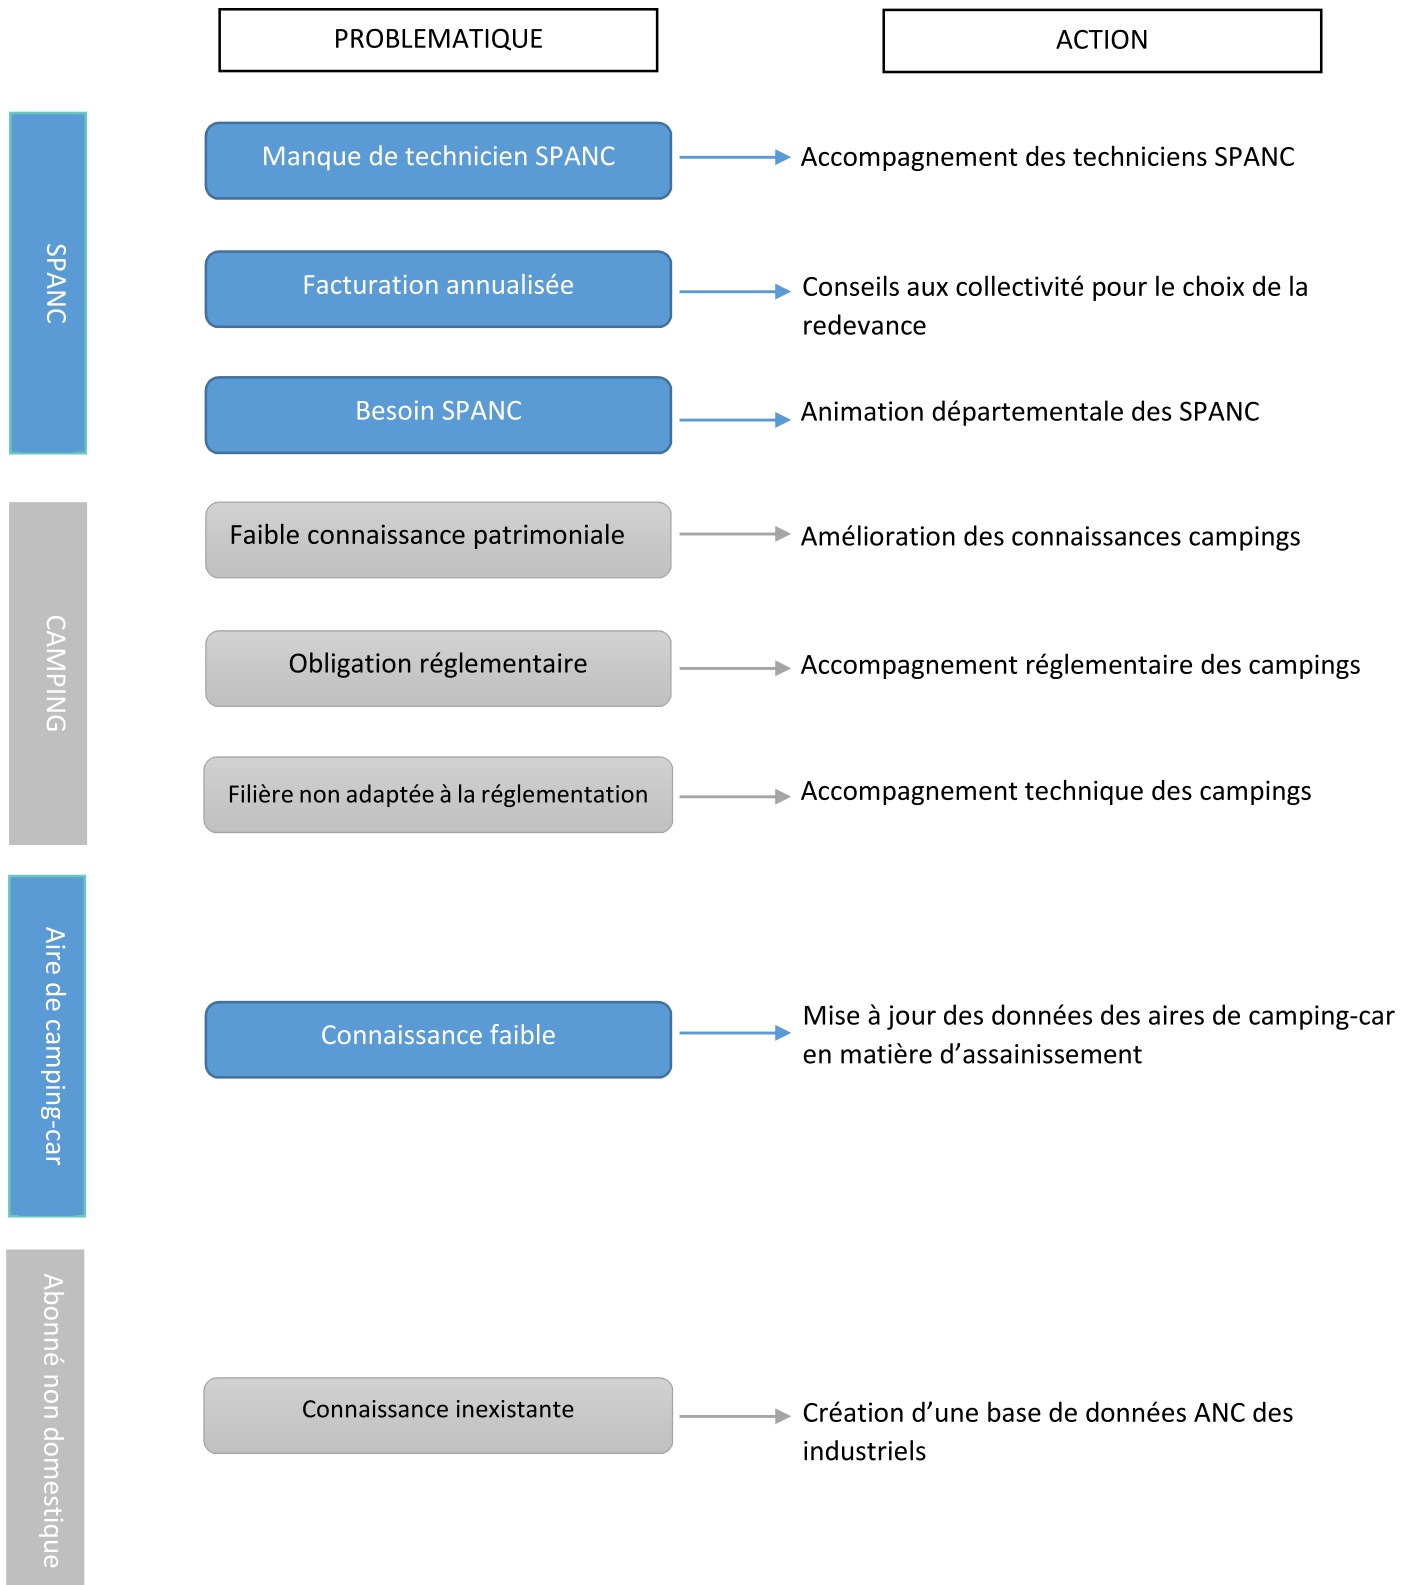 PROBLEMATIQUE
ACTION
SPANC
Manque de technicien SPANC
Accompagnement des techniciens SPANC
Facturation annualisée
Conseils aux collectivité pour le choix de la
redevance
Besoin SPANC
Animation départementale des SPANC
CAMPING
Faible connaissance patrimoniale
Amélioration des connaissances campings
Obligation réglementaire
Accompagnement réglementaire des campings
Filière non adaptée à la réglementation
Accompagnement technique des campings
Aire de camping-car
Connaissance faible
Mise à jour des données des aires de camping-car
en matière d’assainissement
Abonné non domestique
Connaissance inexistante
Création d’une base de données ANC des
industriels